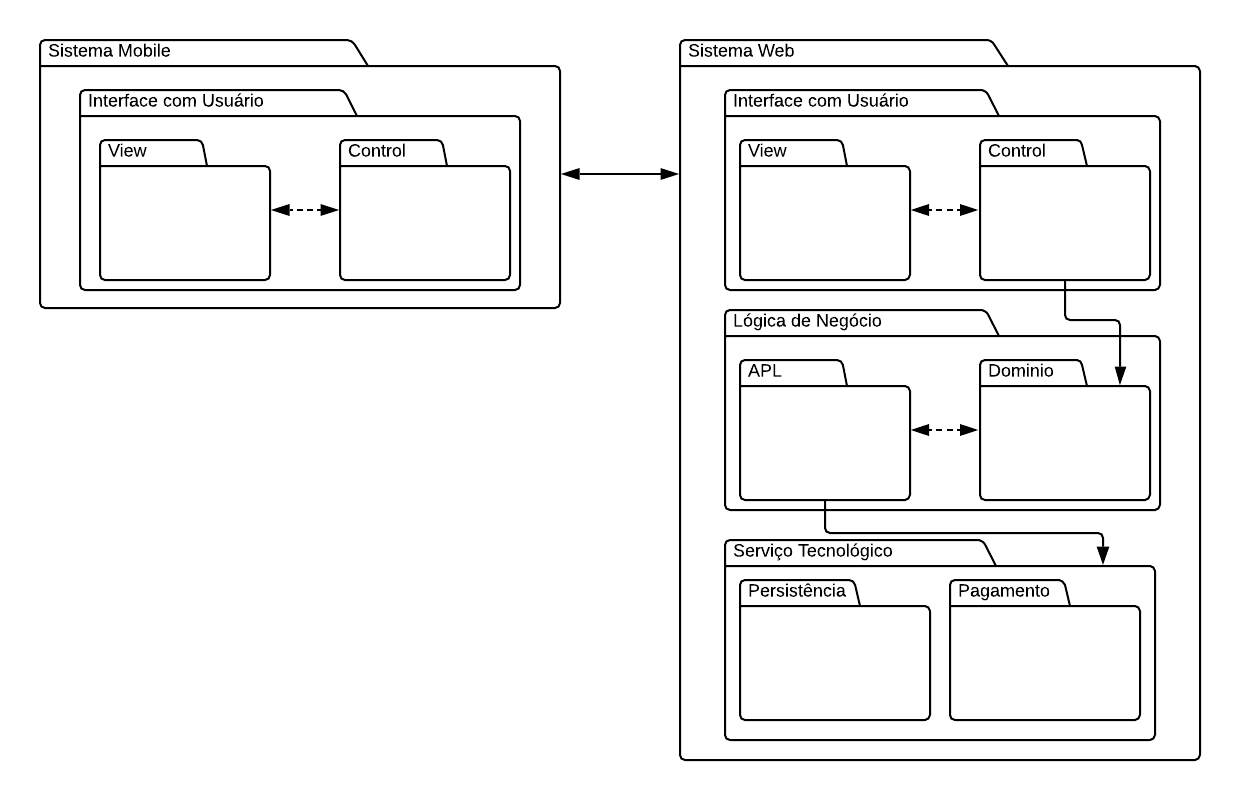 Sistema Mobile
Interface com Usuário
View
Control
Sistema Web
Interface com Usuário
View
Control
Lógica de Negócio
APL
Dominio
Serviço Tecnológico
Persistência
Pagamento